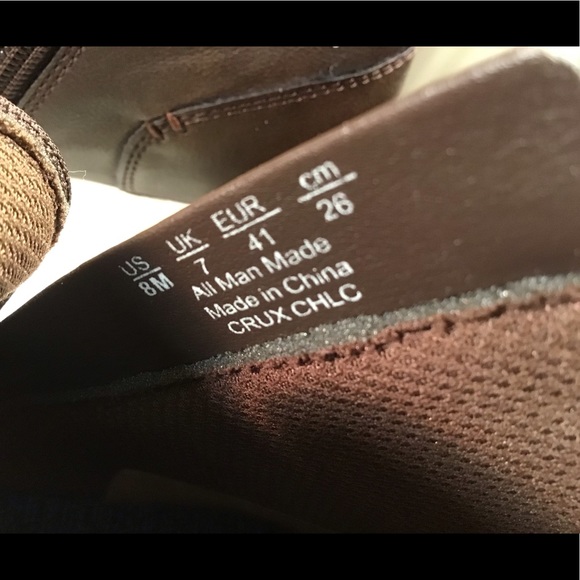 US UK EUR cm
8M 7 41 26
All Man Made
Made in China
CRUX CHLC